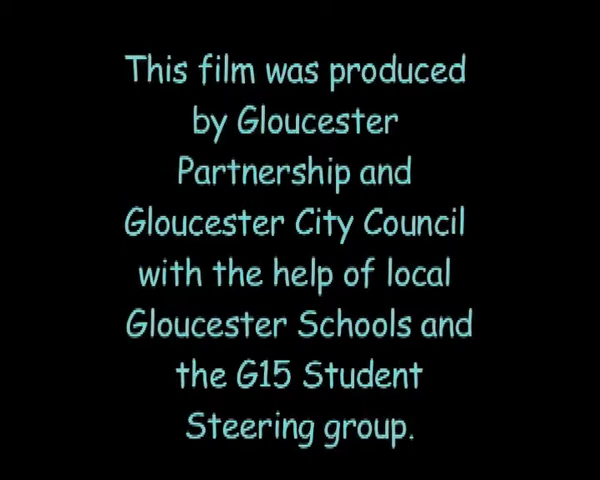 This film was produced
by Gloucester
Partnership and
Gloucester City Council
with the help of local
Gloucester Schools and
the G15 Student
Steering group.